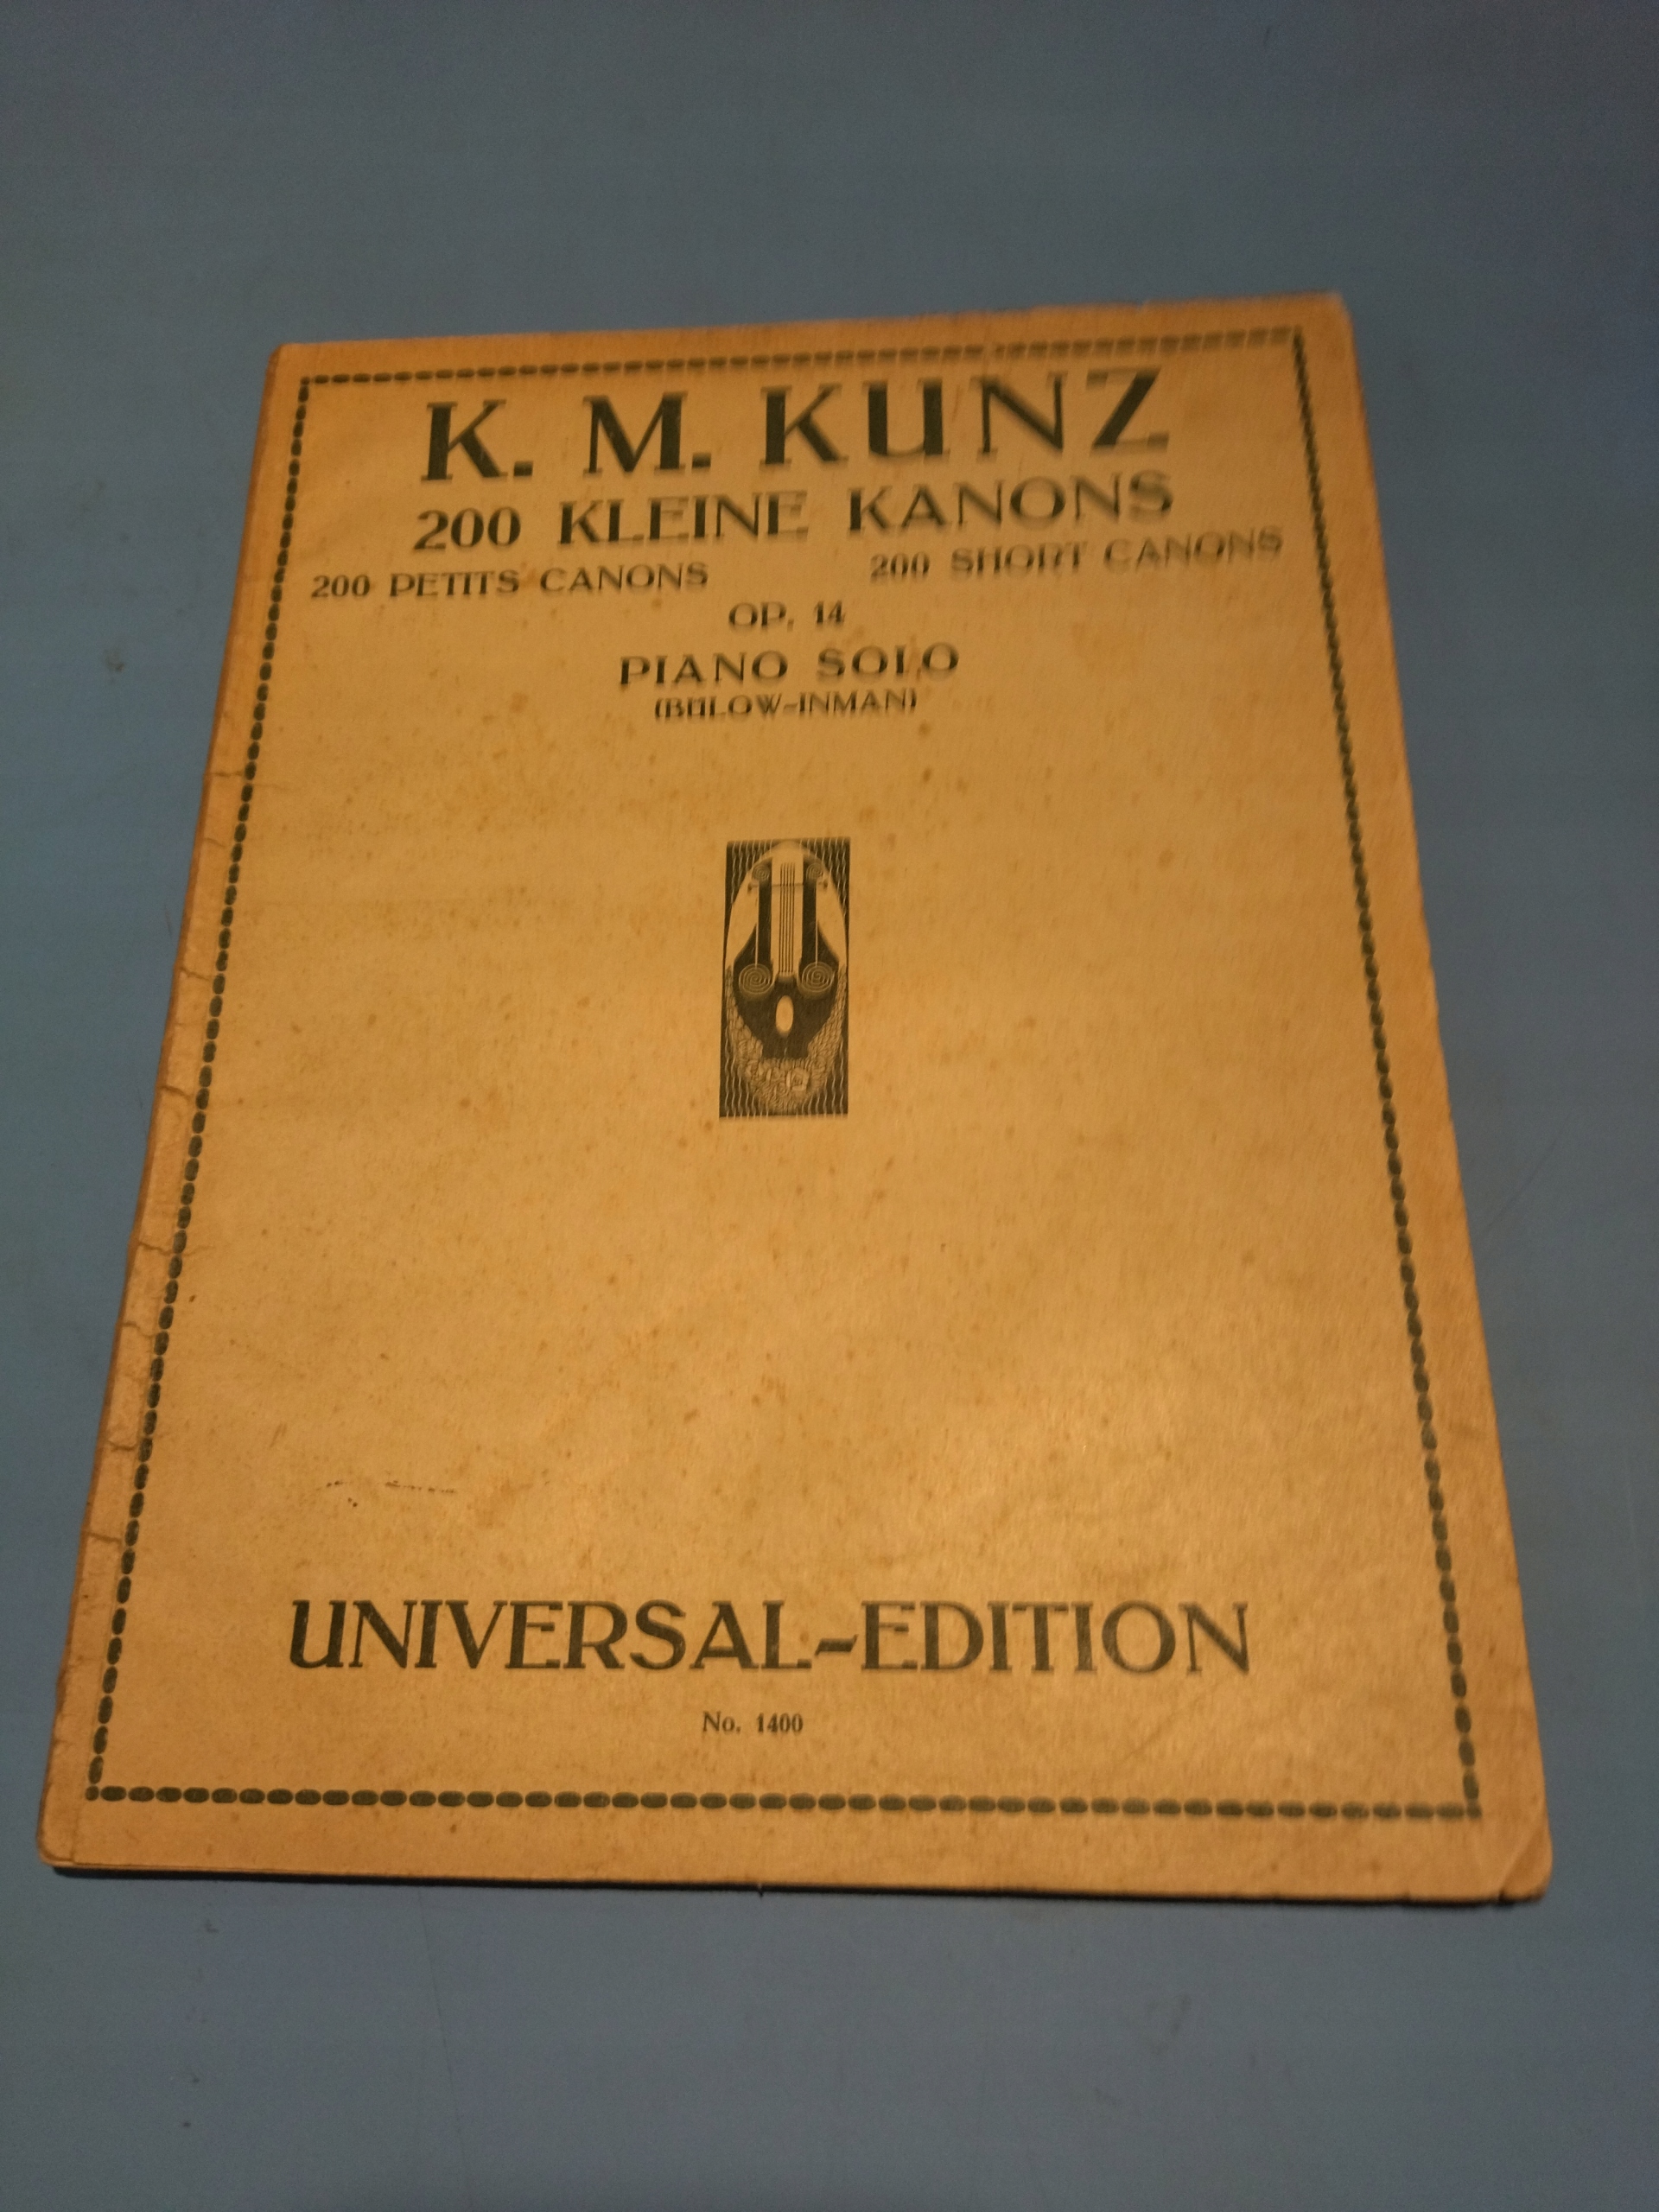 K. M. KUNZ
200 KLEINE KANONS
200 PETITS CANONS 200 SHORT CANONS
OP. 14
PIANO SOLO
(BÜLOW-INMAN)
UNIVERSAL-EDITION
No. 1400